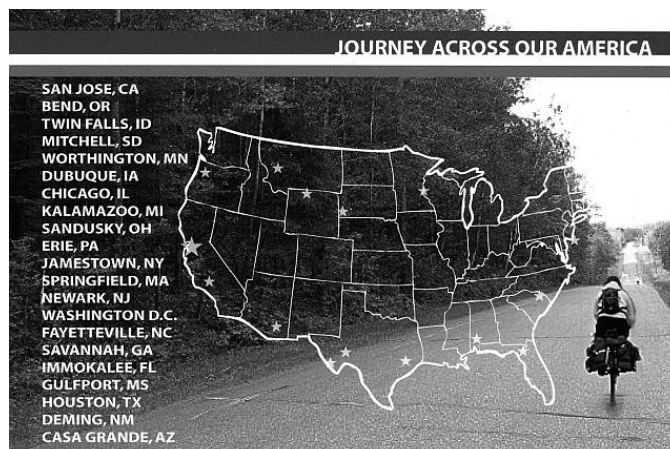 JOURNEY ACROSS OUR AMERICA
SAN JOSE, CA
BEND, OR
TWIN FALLS, ID
MITCHELL, SD
WORTHINGTON, MN
DUBUQUE, IA
CHICAGO, IL
KALAMAZOO, MI
SANDUSKY, OH
ERIE, PA
JAMESTOWN, NY
SPRINGFIELD, MA
NEWARK, NJ
WASHINGTON D.C.
FAYETTEVILLE, NC
SAVANNAH, GA
IMMOKALEE, FL
GULFPORT, MS
HOUSTON, TX
DEMING, NM
CASA GRANDE, AZ